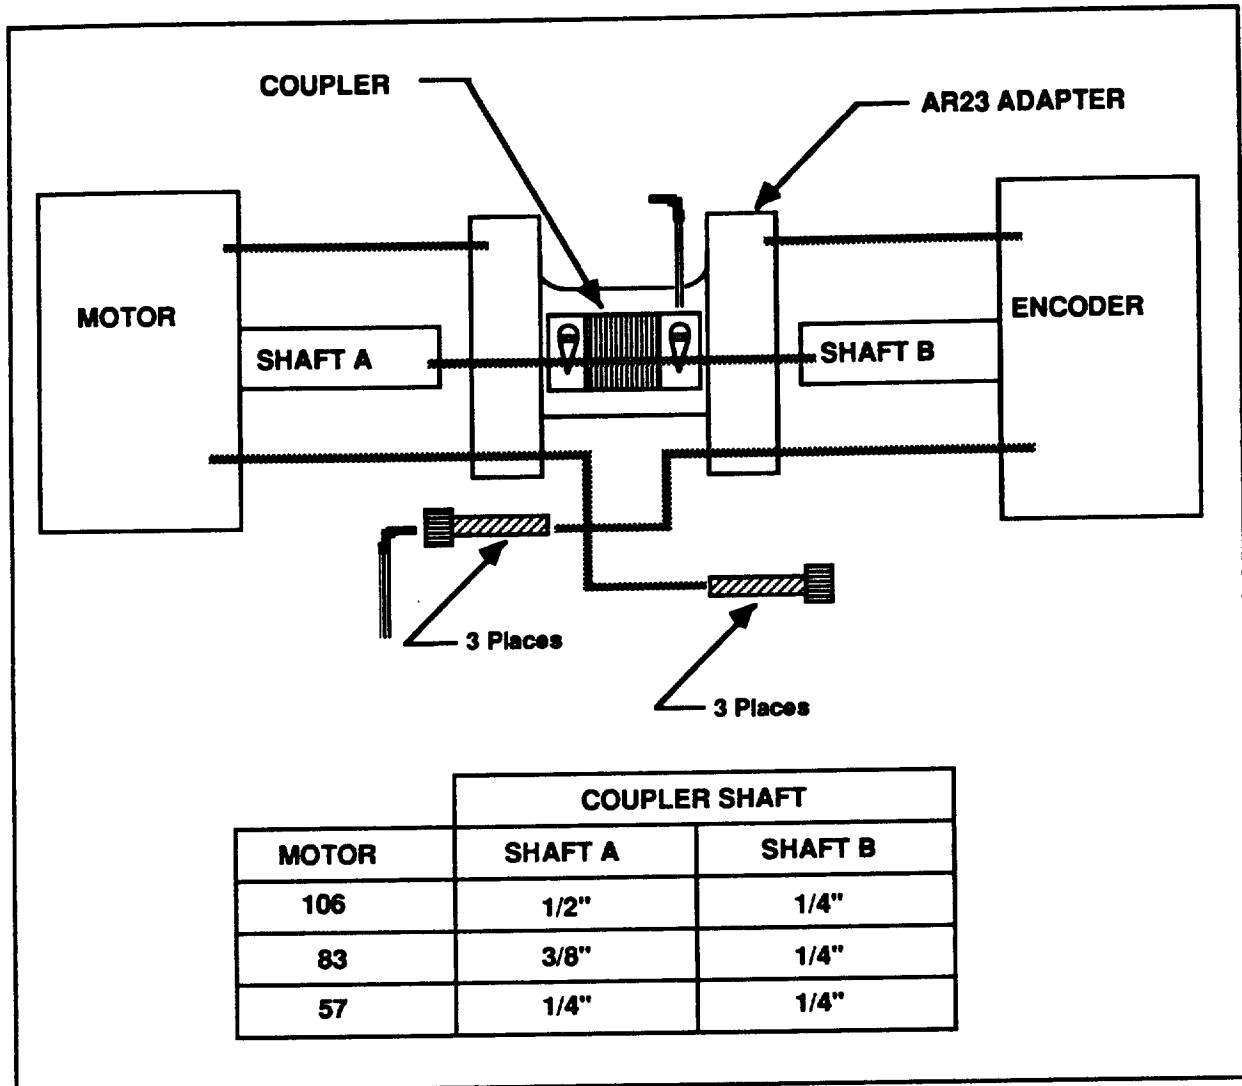 COUPLER
AR23 ADAPTER
MOTOR
ENCODER
SHAFT A
SHAFT B
3 Places
3 Places
COUPLER SHAFT
MOTOR SHAFT A SHAFT B
106 1/2" 1/4"
83 3/8" 1/4"
57 1/4" 1/4"